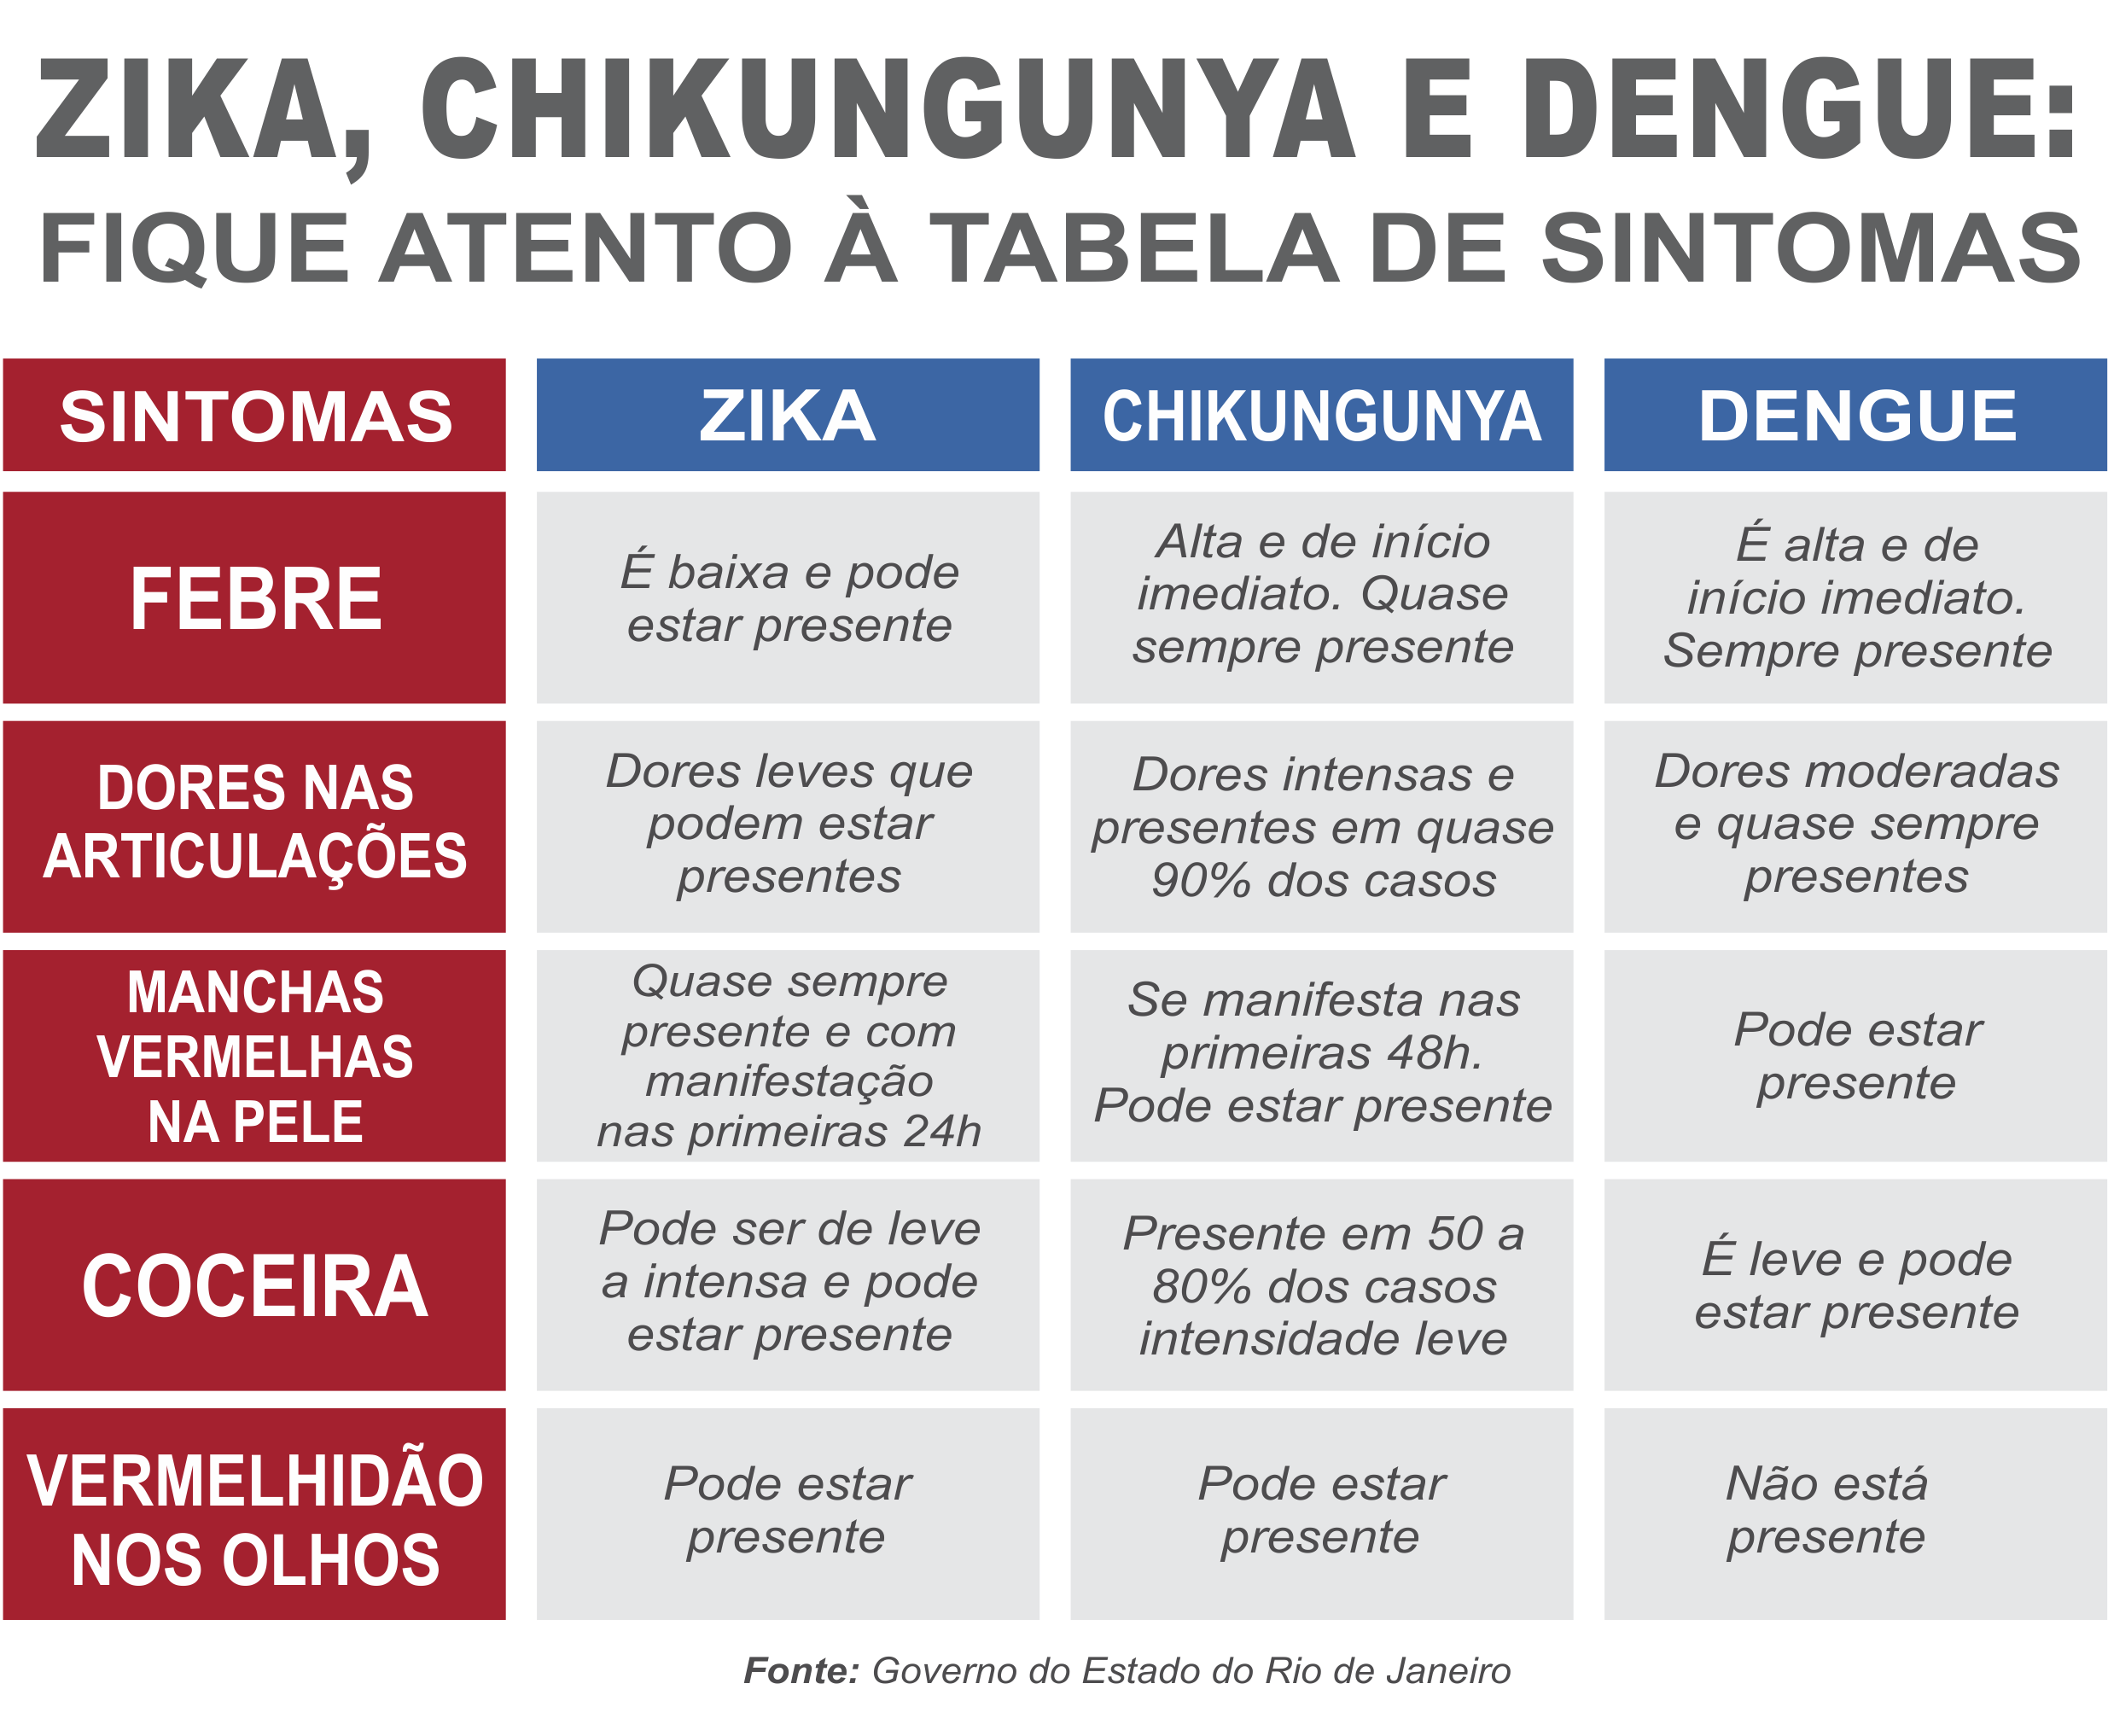 ZIKA, CHIKUNGUNYA E DENGUE:
FIQUE ATENTO À TABELA DE SINTOMAS
SINTOMAS
ZIKA
CHIKUNGUNYA
DENGUE
FEBRE
É baixa e pode
estar presente
Alta e de início
imediato. Quase
sempre presente
É alta e de
início imediato.
Sempre presente
DORES NAS
ARTICULAÇÕES
Dores leves que
podem estar
presentes
Dores intensas e
presentes em quase
90% dos casos
Dores moderadas
e quase sempre
presentes
MANCHAS
VERMELHAS
NA PELE
Quase sempre
presente e com
manifestação
nas primeiras 24h
Se manifesta nas
primeiras 48h.
Pode estar presente
Pode estar
presente
COCEIRA
Pode ser de leve
a intensa e pode
estar presente
Presente em 50 a
80% dos casos
intensidade leve
É leve e pode
estar presente
VERMELHIDÃO
NOS OLHOS
Pode estar
presente
Pode estar
presente
Não está
presente
Fonte: Governo do Estado do Rio de Janeiro